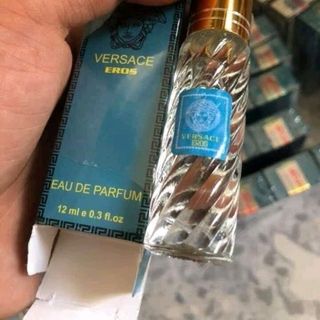 VERSACE
EROS
EAU DE PARFUM
12 ml e 0.3 fl.oz
VERSACE
EROS